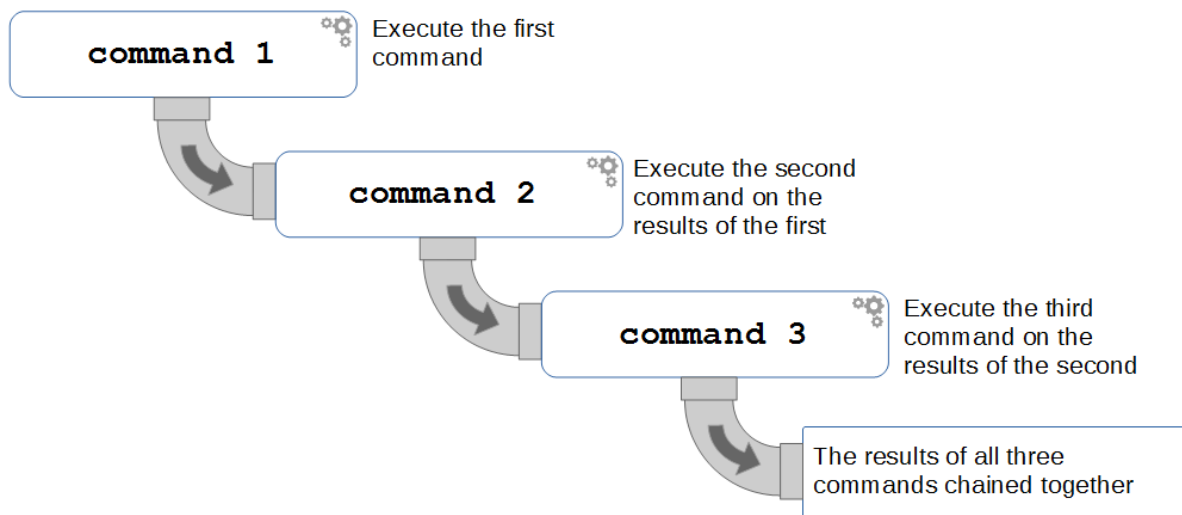 command 1
Execute the first
command
command 2
Execute the second
command on the
results of the first
command 3
Execute the third
command on the
results of the second
The results of all three
commands chained together